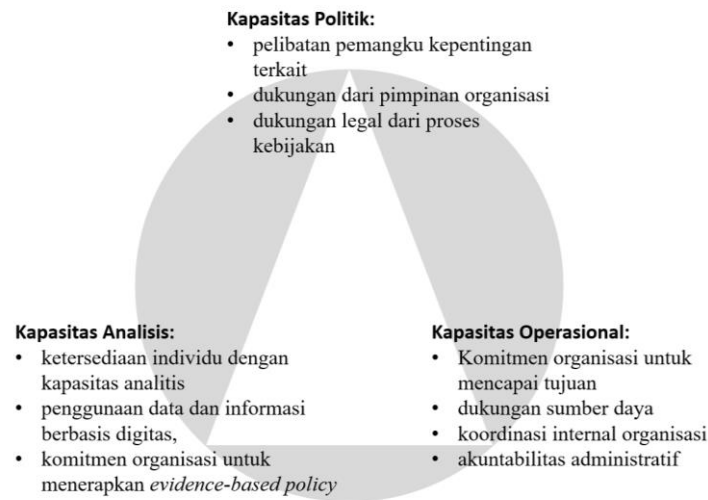 Kapasitas Politik:
• pelibatan pemangku kepentingan
terkait
• dukungan dari pimpinan organisasi
• dukungan legal dari proses
kebijakan
Kapasitas Analisis:
• ketersediaan individu dengan
kapasitas analitis
• penggunaan data dan informasi
berbasis digitas,
• komitmen organisasi untuk
menerapkan evidence-based policy
Kapasitas Operasional:
• Komitmen organisasi untuk
mencapai tujuan
• dukungan sumber daya
• koordinasi internal organisasi
• akuntabilitas administratif